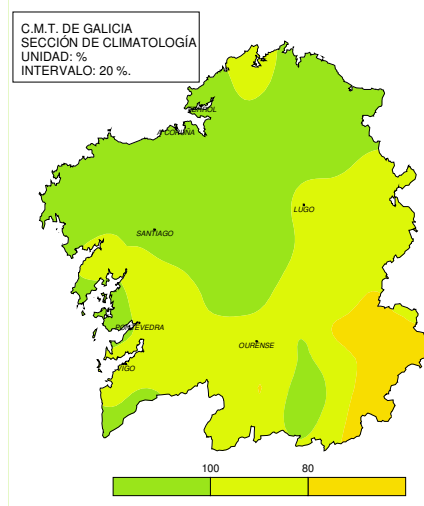 C.M.T. DE GALICIA
SECCIÓN DE CLIMATOLOGÍA
UNIDAD: %
INTERVALO: 20 %.
FERROL
A CORUÑA
LUGO
SANTIAGO
PONTEVEDRA
OURENSE
VIGO
100 80